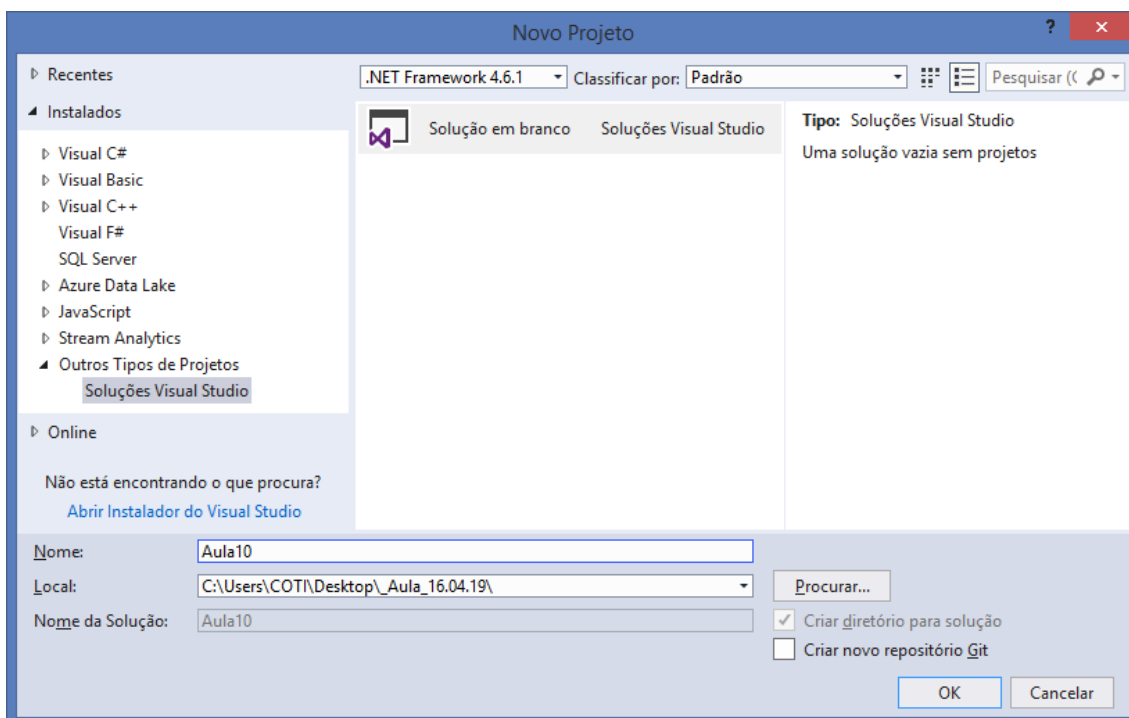 Novo Projeto
?
Recentes
Instalados
Visual C#
Visual Basic
Visual C++
Visual F#
SQL Server
Azure Data Lake
JavaScript
Stream Analytics
Outros Tipos de Projetos
Soluções Visual Studio
Online
Não está encontrando o que procura?
Abrir Instalador do Visual Studio
.NET Framework 4.6.1 Classificar por: Padrão
Pesquisar ((
Solução em branco Soluções Visual Studio
Tipo: Soluções Visual Studio
Uma solução vazia sem projetos
Nome: Aula10
Local: C:\Users\COTI\Desktop\_Aula_16.04.19\ Procurar...
Nome da Solução: Aula10
Criar diretório para solução
Criar novo repositório Git
OK Cancelar